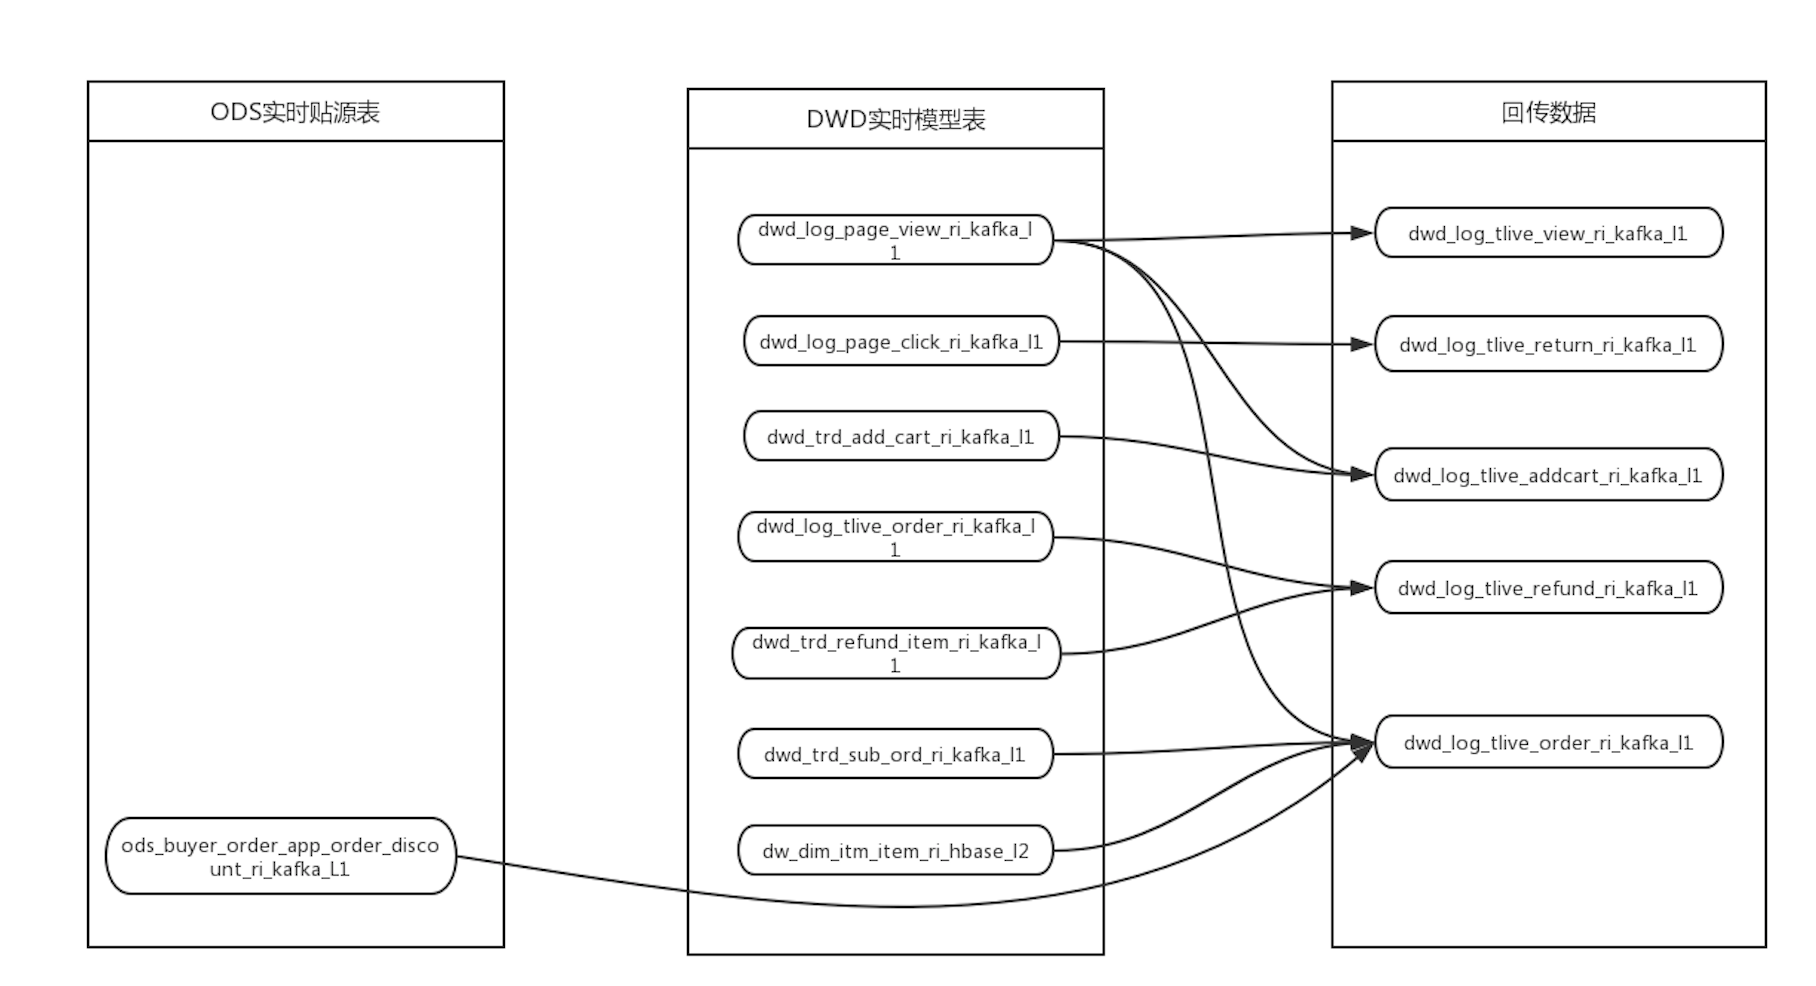 ODS实时贴源表
ods_buyer_order_app_order_disco
unt_ri_kafka_L1
DWD实时模型表
dwd_log_page_view_ri_kafka_l
1
dwd_log_page_click_ri_kafka_l1
dwd_trd_add_cart_ri_kafka_l1
dwd_log_tlive_order_ri_kafka_l
1
dwd_trd_refund_item_ri_kafka_l
1
dwd_trd_sub_ord_ri_kafka_l1
dw_dim_itm_item_ri_hbase_l2
回传数据
dwd_log_tlive_view_ri_kafka_l1
dwd_log_tlive_return_ri_kafka_l1
dwd_log_tlive_addcart_ri_kafka_l1
dwd_log_tlive_refund_ri_kafka_l1
dwd_log_tlive_order_ri_kafka_l1